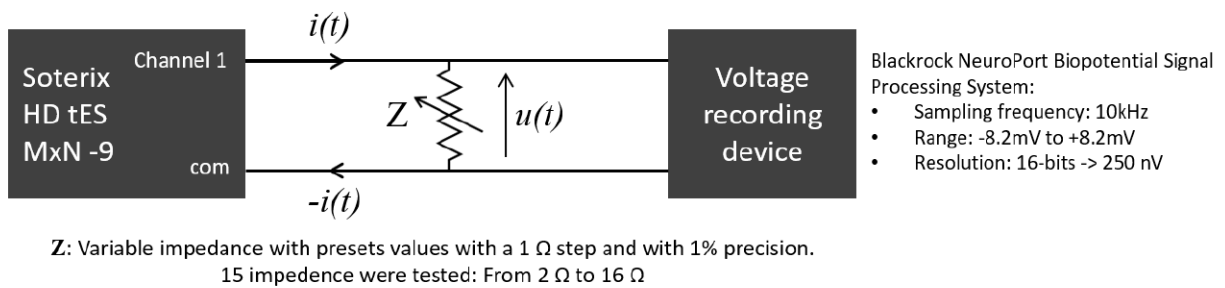 i(t)
Channel 1
Soterix
HD tES
MxN -9
com
Z
u(t)
-i(t)
Voltage
recording
device
Blackrock NeuroPort Biopotential Signal
Processing System:
• Sampling frequency: 10kHz
• Range: -8.2mV to +8.2mV
• Resolution: 16-bits -> 250 nV
Z: Variable impedance with presets values with a 1 Ω step and with 1% precision.
15 impedence were tested: From 2 Ω to 16 Ω